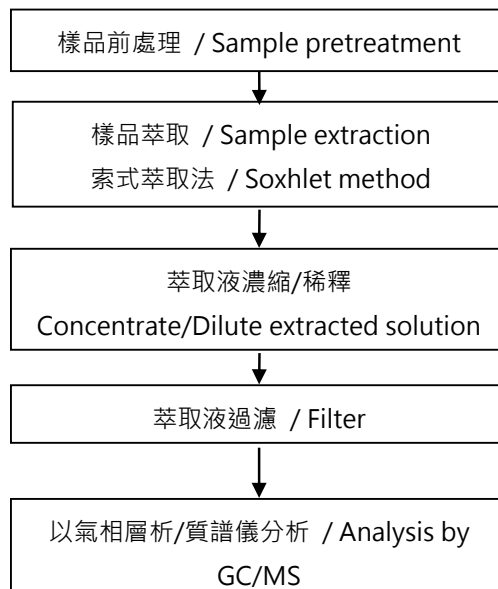 樣品前處理 / Sample pretreatment
樣品萃取 / Sample extraction
索式萃取法 / Soxhlet method
萃取液濃縮/稀釋
Concentrate/Dilute extracted solution
萃取液過濾 / Filter
以氣相層析/質譜儀分析 / Analysis by
GC/MS